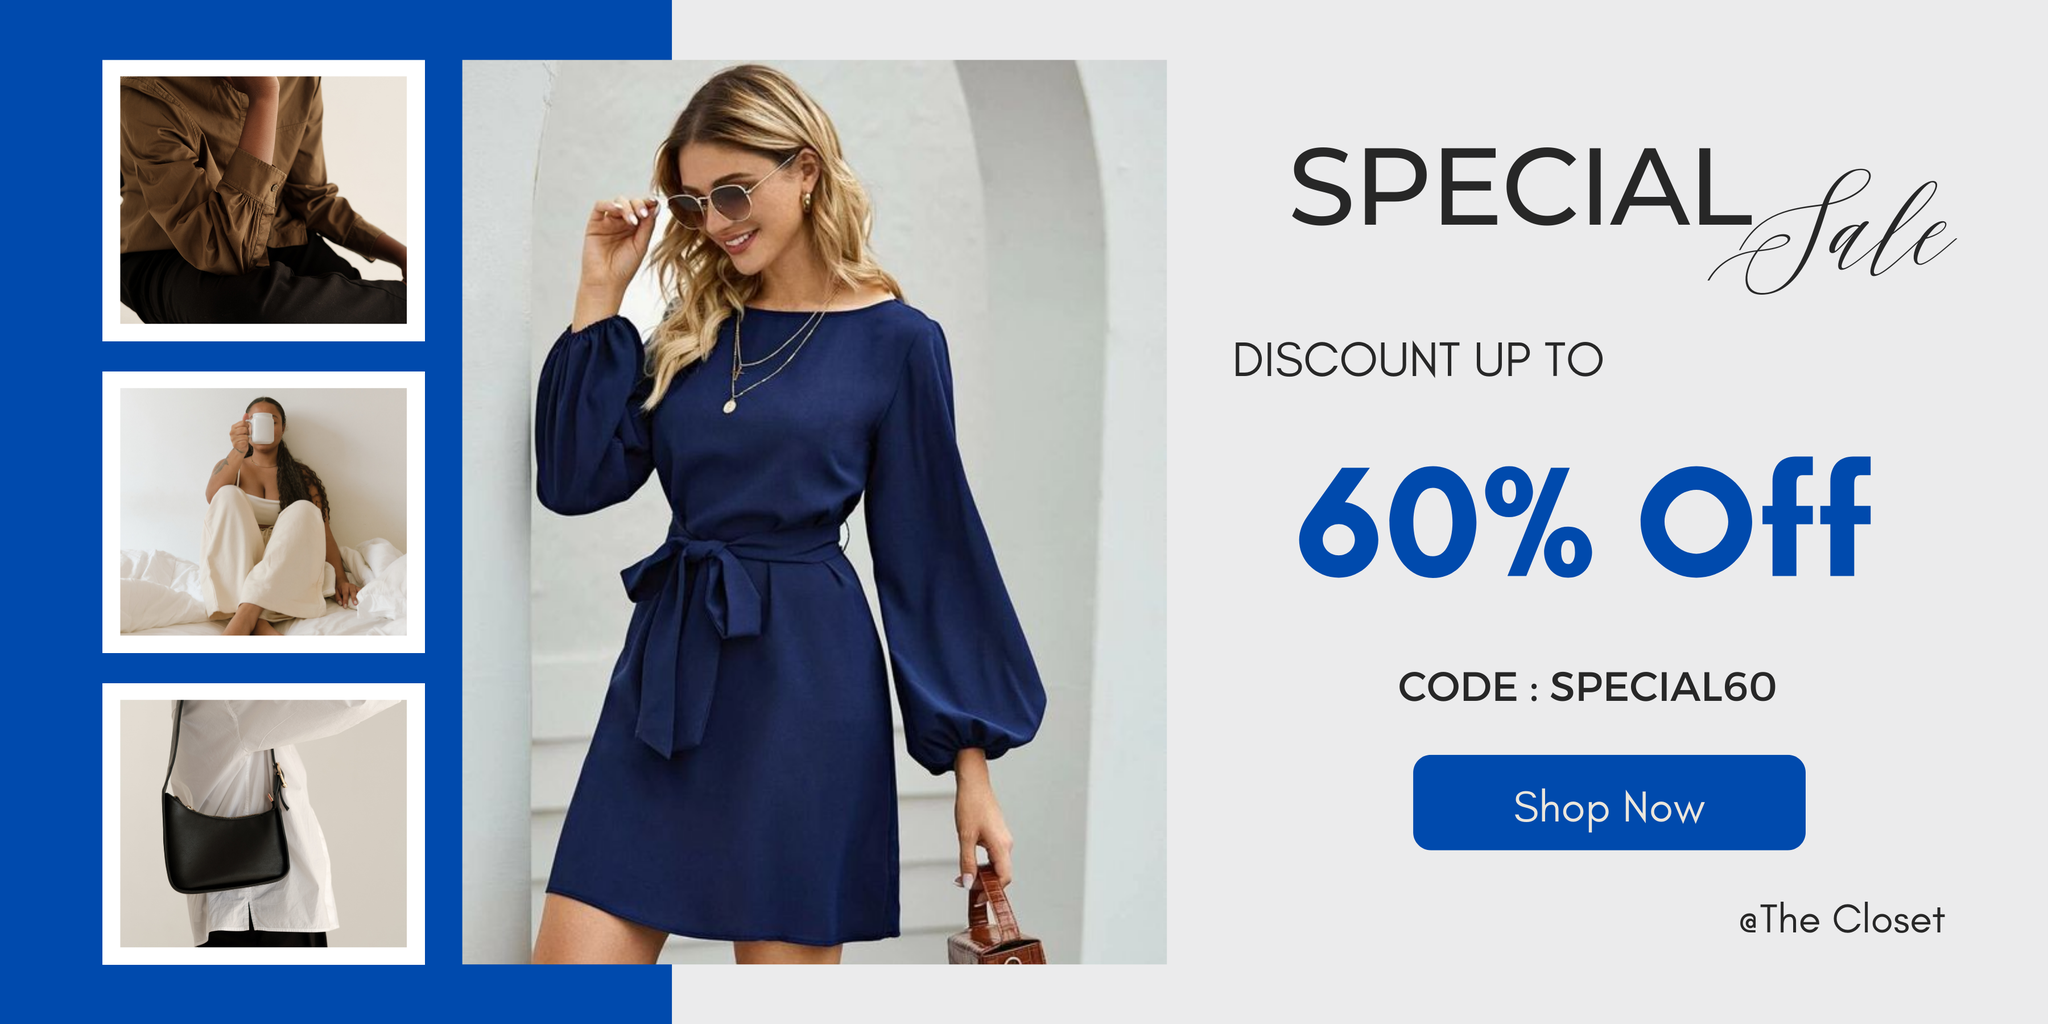 SPECIAL
Sale
DISCOUNT UP TO
60% Off
CODE : SPECIAL60
Shop Now
@The Closet